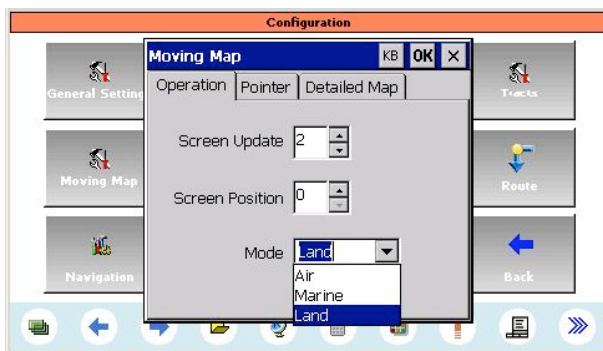 Configuration
Moving Map KB OK ×
Operation Pointer Detailed Map
General Setting
Tracts
Screen Update 2
Screen Position 0
Moving Map
Route
Mode Land
Air
Marine
Land
Navigation
Back